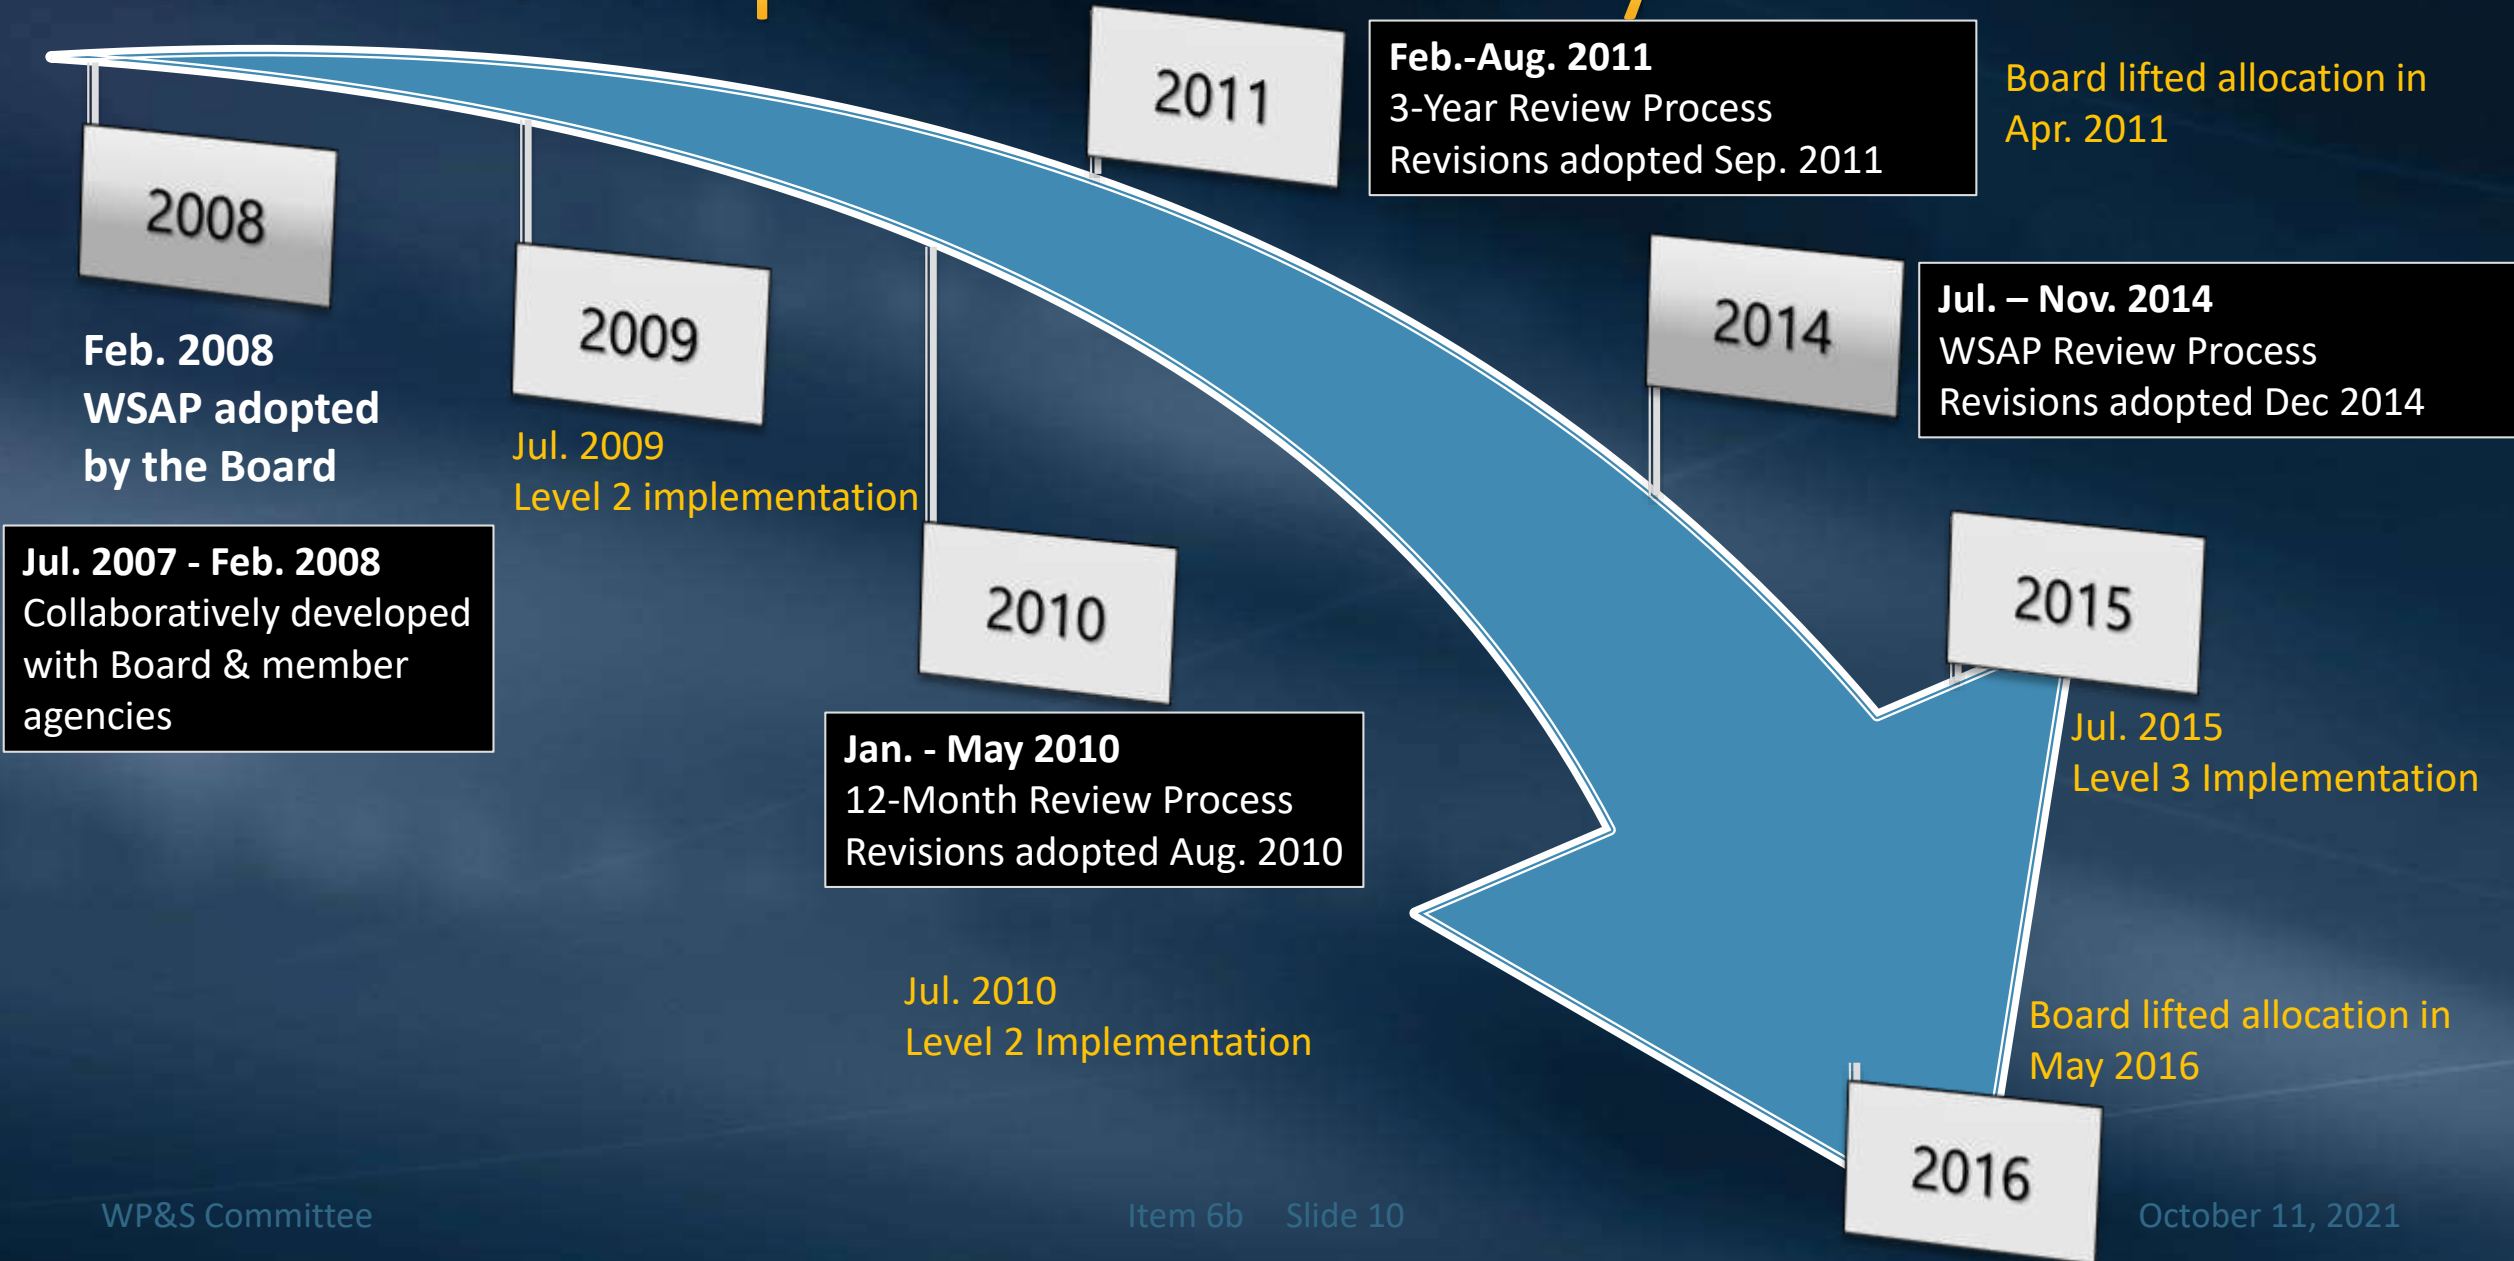 2008
Feb. 2008
WSAP adopted
by the Board
Jul. 2007 - Feb. 2008
Collaboratively developed
with Board & member
agencies
2009
Jul. 2009
Level 2 implementation
2010
Jan. - May 2010
12-Month Review Process
Revisions adopted Aug. 2010
Jul. 2010
Level 2 Implementation
2011
Feb.-Aug. 2011
3-Year Review Process
Revisions adopted Sep. 2011
Board lifted allocation in
Apr. 2011
2014
Jul. – Nov. 2014
WSAP Review Process
Revisions adopted Dec 2014
2015
Jul. 2015
Level 3 Implementation
Board lifted allocation in
May 2016
2016
WP&S Committee
Item 6b Slide 10
October 11, 2021